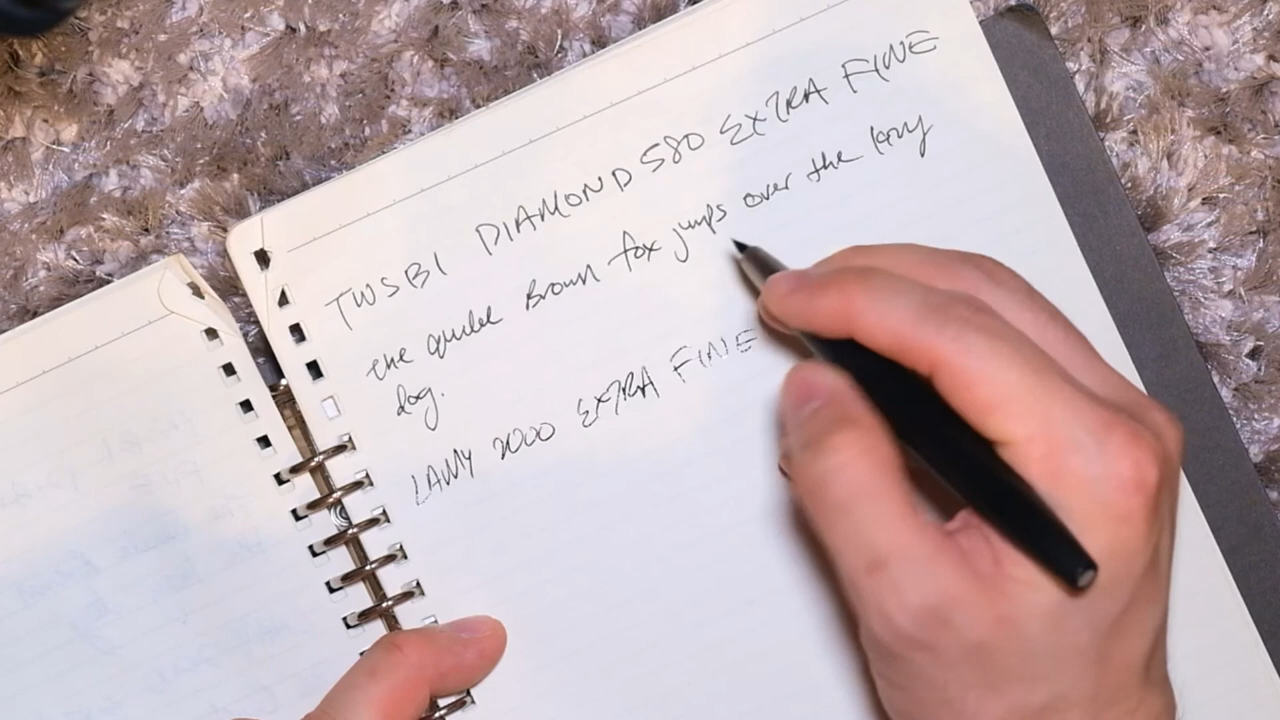 TWSBI DIAMOND 580 EXTRA FINE
the quick Brown fox jumps over the lazy
dog.
LAMY 2000 EXTRA FINE